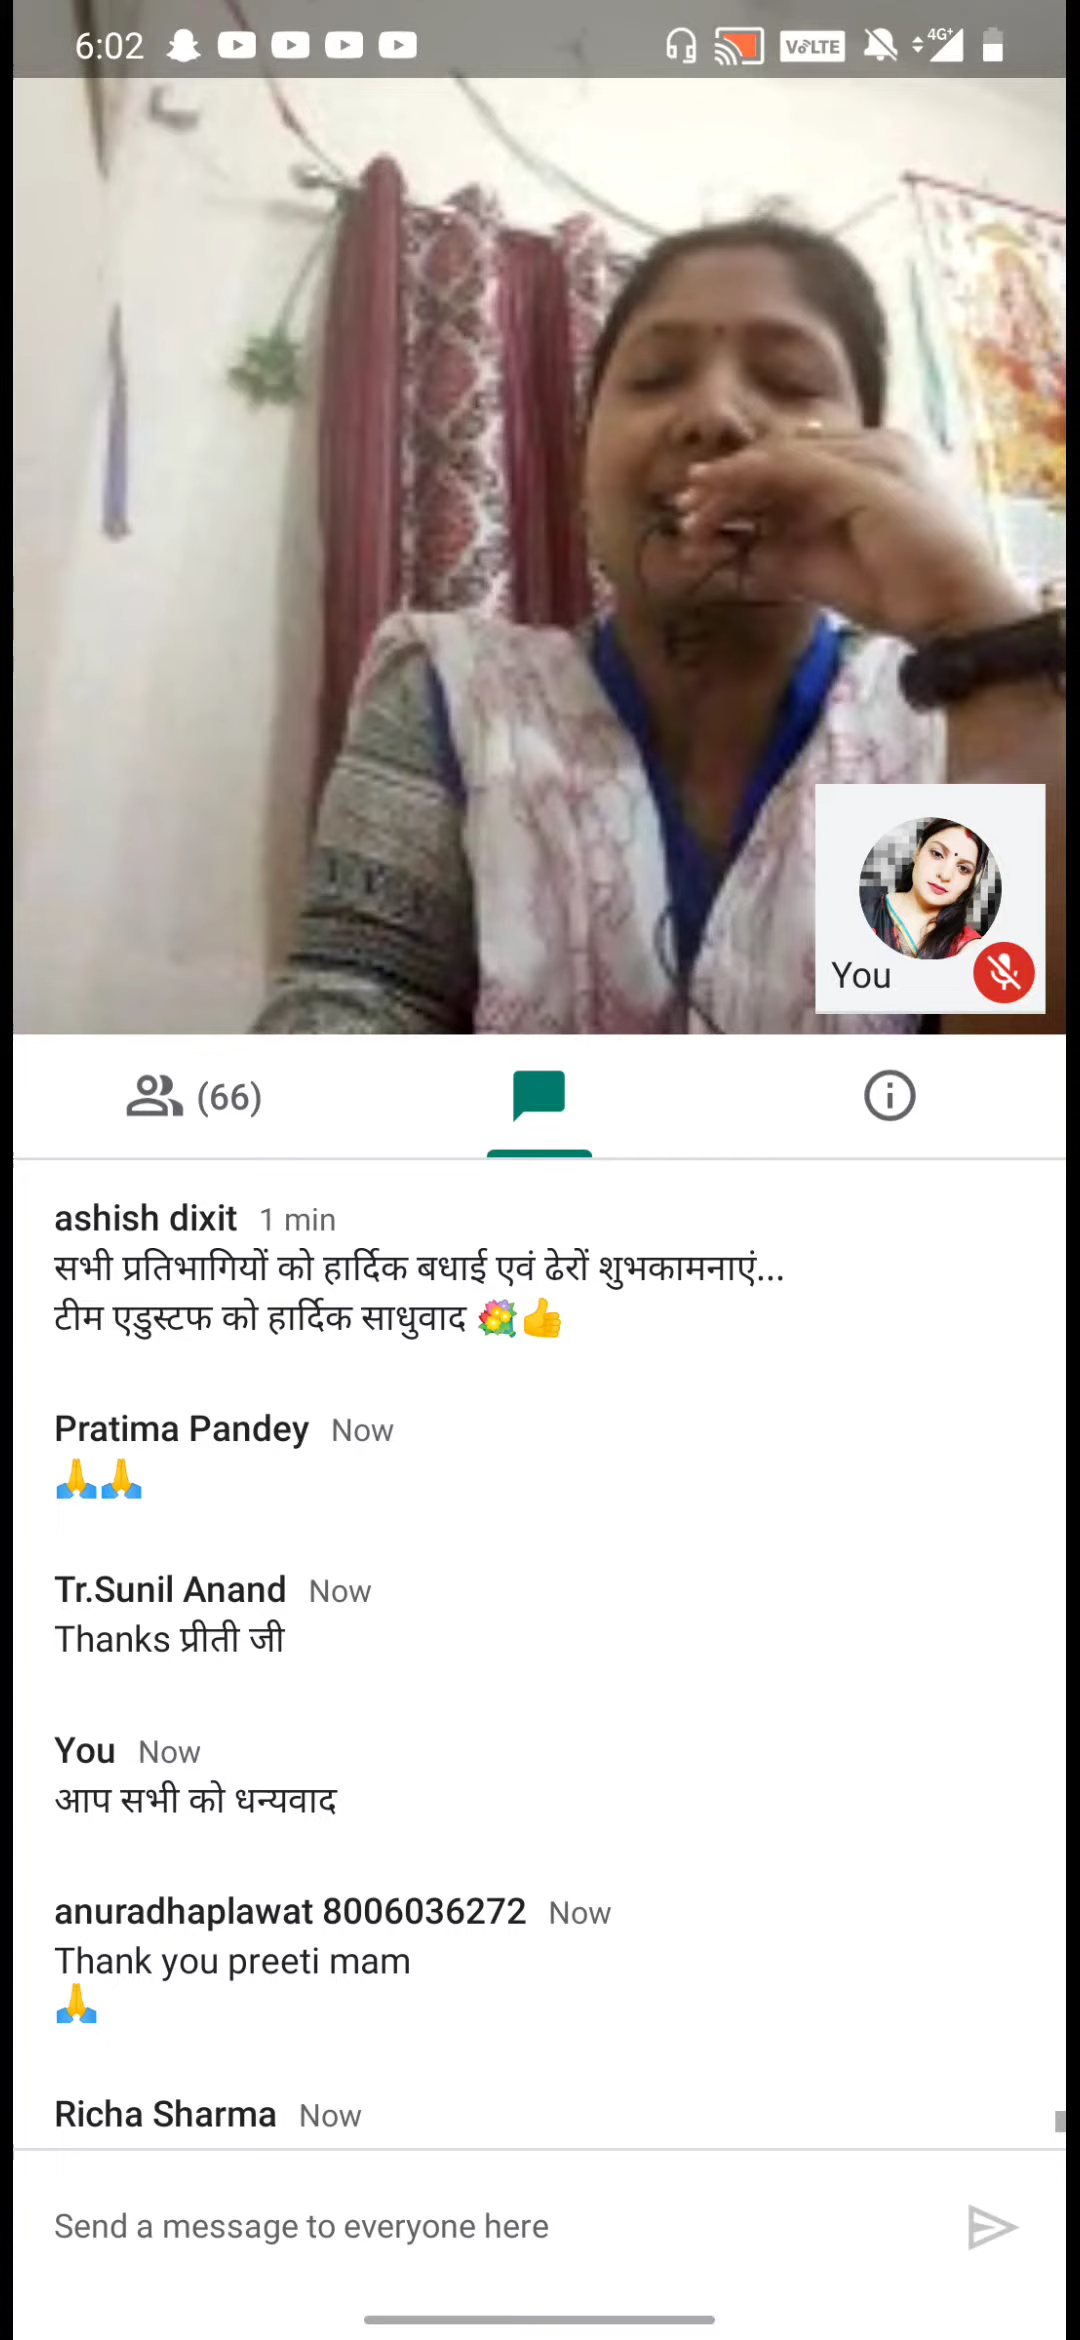 6:02
VoLTE
4G+
You
(66)
ashish dixit 1 min
सभी प्रतिभागियों को हार्दिक बधाई एवं ढेरों शुभकामनाएं...
टीम एडुस्टफ को हार्दिक साधुवाद 💐👍
Pratima Pandey Now
🙏🙏
Tr.Sunil Anand Now
Thanks प्रीती जी
You Now
आप सभी को धन्यवाद
anuradhaplawat 8006036272 Now
Thank you preeti mam
🙏
Richa Sharma Now
Send a message to everyone here